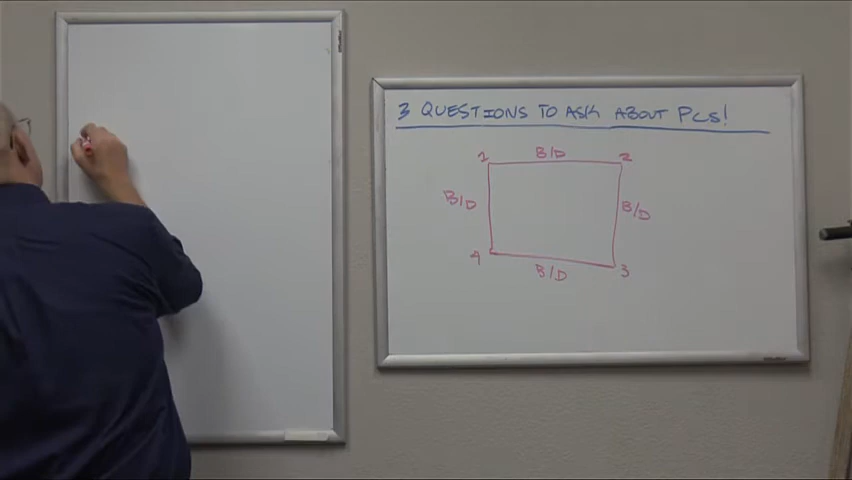 3 QUESTIONS TO ASK ABOUT PCS!
1 B/D 2
B/D B/D
4 B/D 3